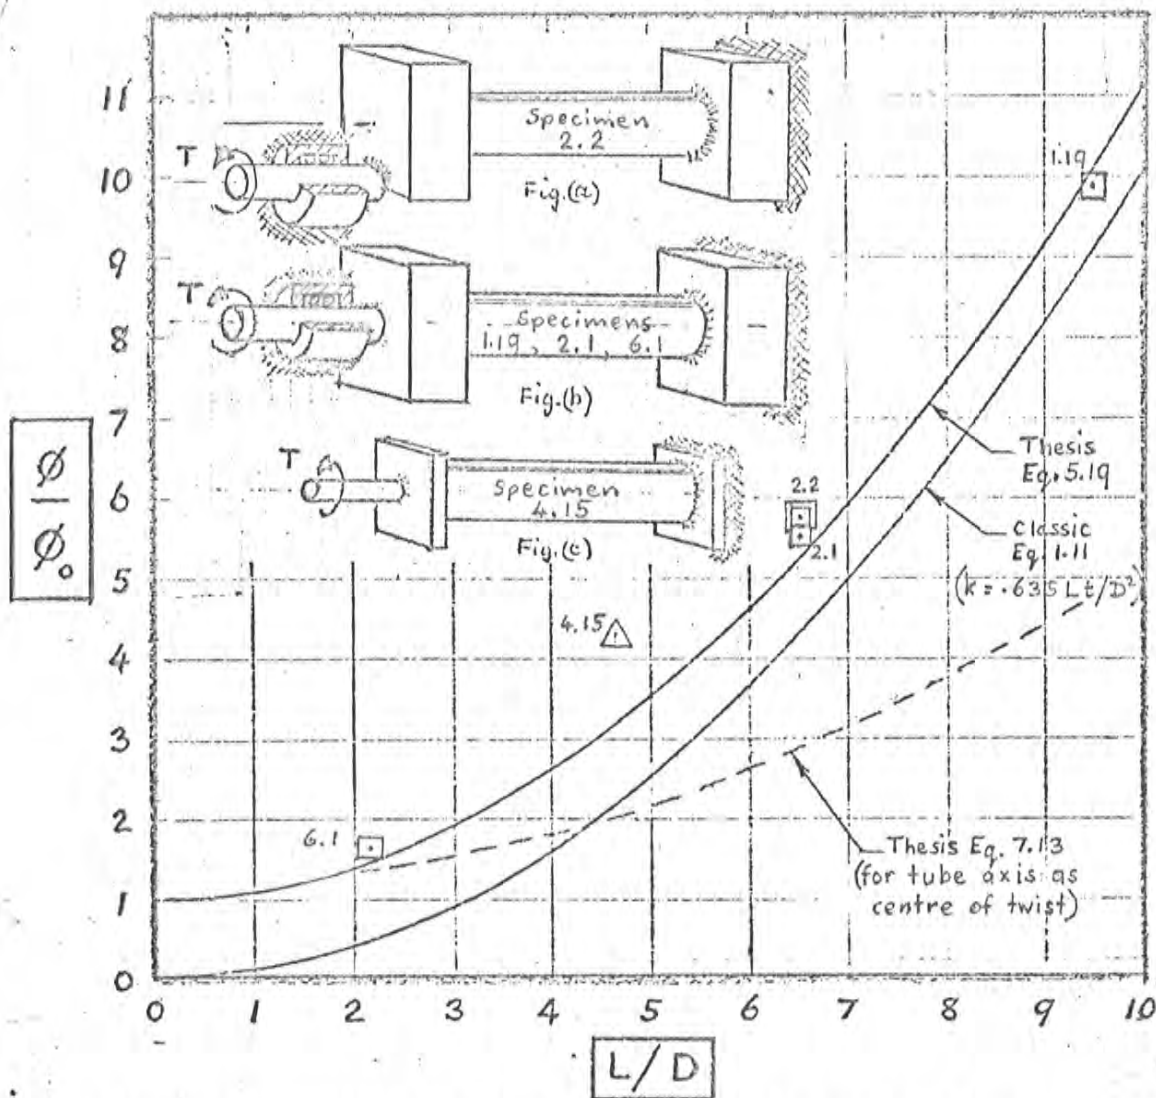 11
10
9
8
7
6
5
4
3
2
1
0
Ø
Ø₀
T
Specimen
2.2
Fig.(a)
T
Specimens
1.19, 2.1, 6.1
Fig.(b)
T
Specimen
4.15
Fig.(c)
1.19
2.2
2.1
4.15
6.1
Thesis
Eq. 5.19
Classic
Eq. 1.11
(k = .635 Lt/D²)
Thesis Eq. 7.13
(for tube axis as
centre of twist)
0 1 2 3 4 5 6 7 8 9 10
L/D